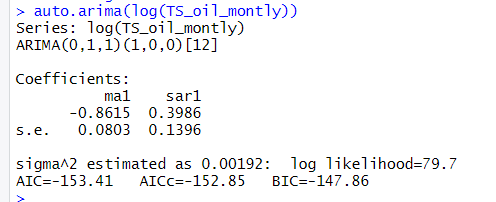 > auto.arima(log(TS_oil_montly))
Series: log(TS_oil_montly)
ARIMA(0,1,1)(1,0,0)[12]
Coefficients:
ma1 sar1
-0.8615 0.3986
s.e. 0.0803 0.1396
sigma^2 estimated as 0.00192: log likelihood=79.7
AIC=-153.41 AICc=-152.85 BIC=-147.86
>